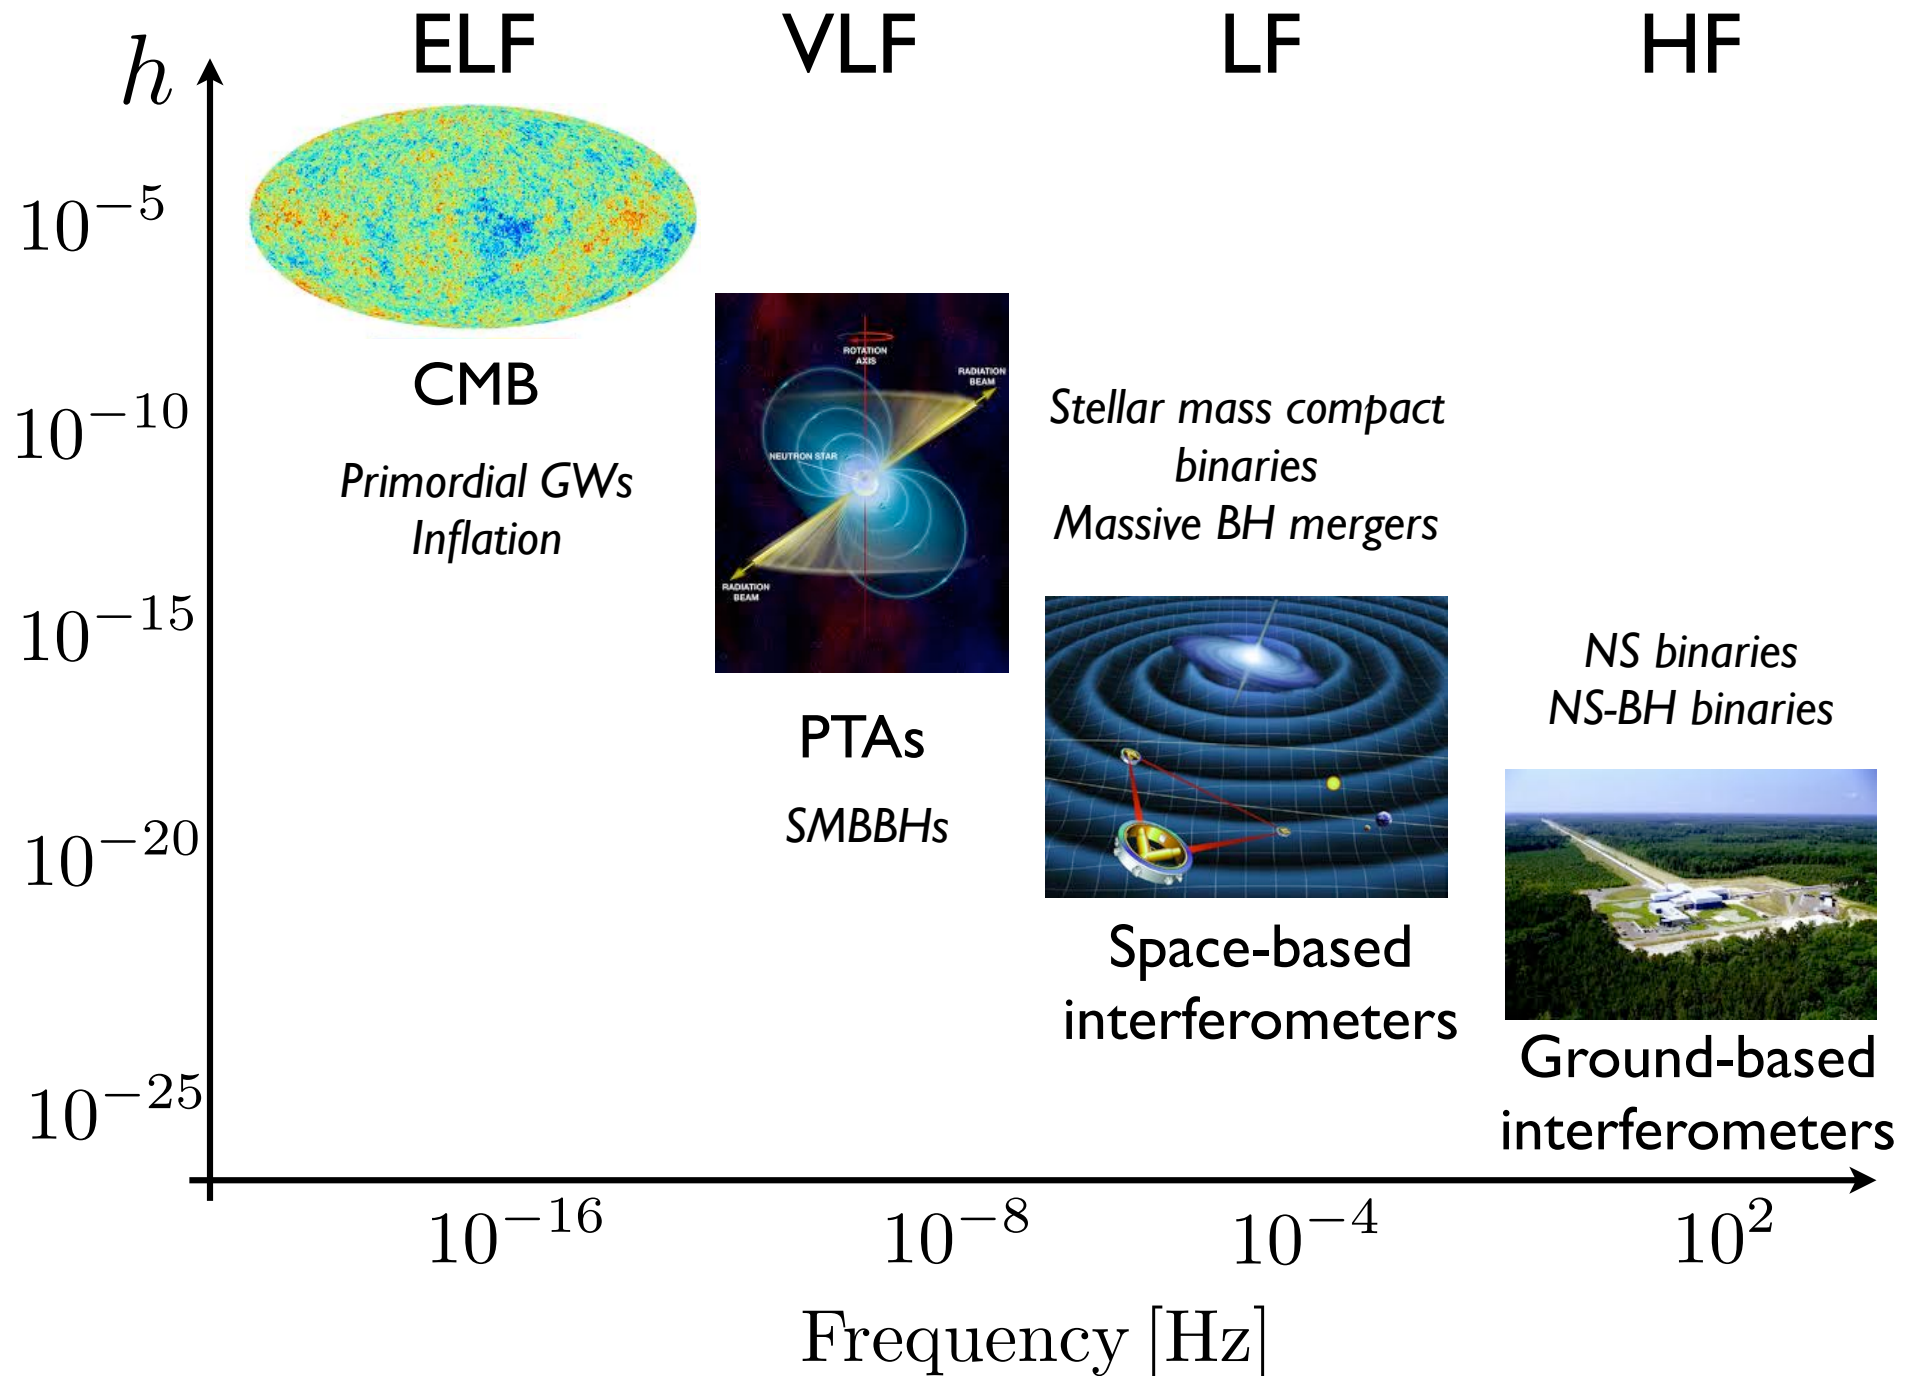 ELF VLF LF HF
h
10⁻⁵
10⁻¹⁰
10⁻¹⁵
10⁻²⁰
10⁻²⁵
CMB
Primordial GWs
Inflation
ROTATION
AXIS
RADIATION
BEAM
NEUTRON STAR
RADIATION
BEAM
PTAs
SMBBHs
Stellar mass compact
binaries
Massive BH mergers
Space-based
interferometers
NS binaries
NS-BH binaries
Ground-based
interferometers
10⁻¹⁶ 10⁻⁸ 10⁻⁴ 10²
Frequency [Hz]